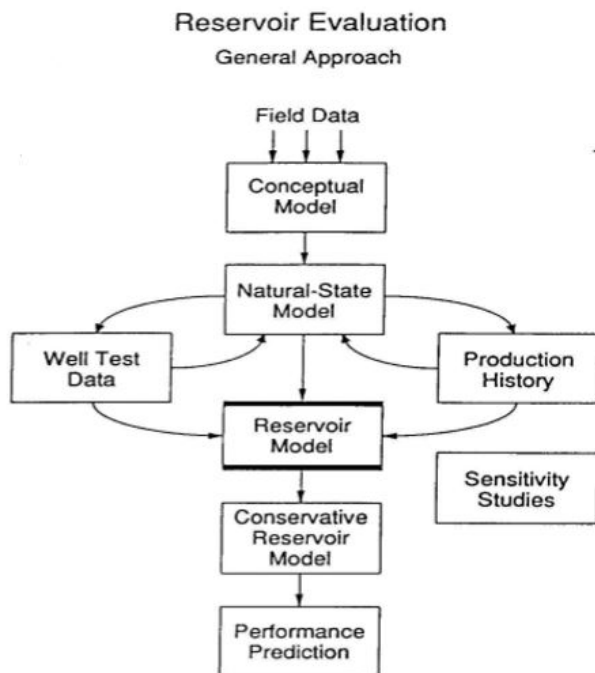 Reservoir Evaluation
General Approach
Field Data
Conceptual
Model
Natural-State
Model
Well Test
Data
Production
History
Reservoir
Model
Sensitivity
Studies
Conservative
Reservoir
Model
Performance
Prediction